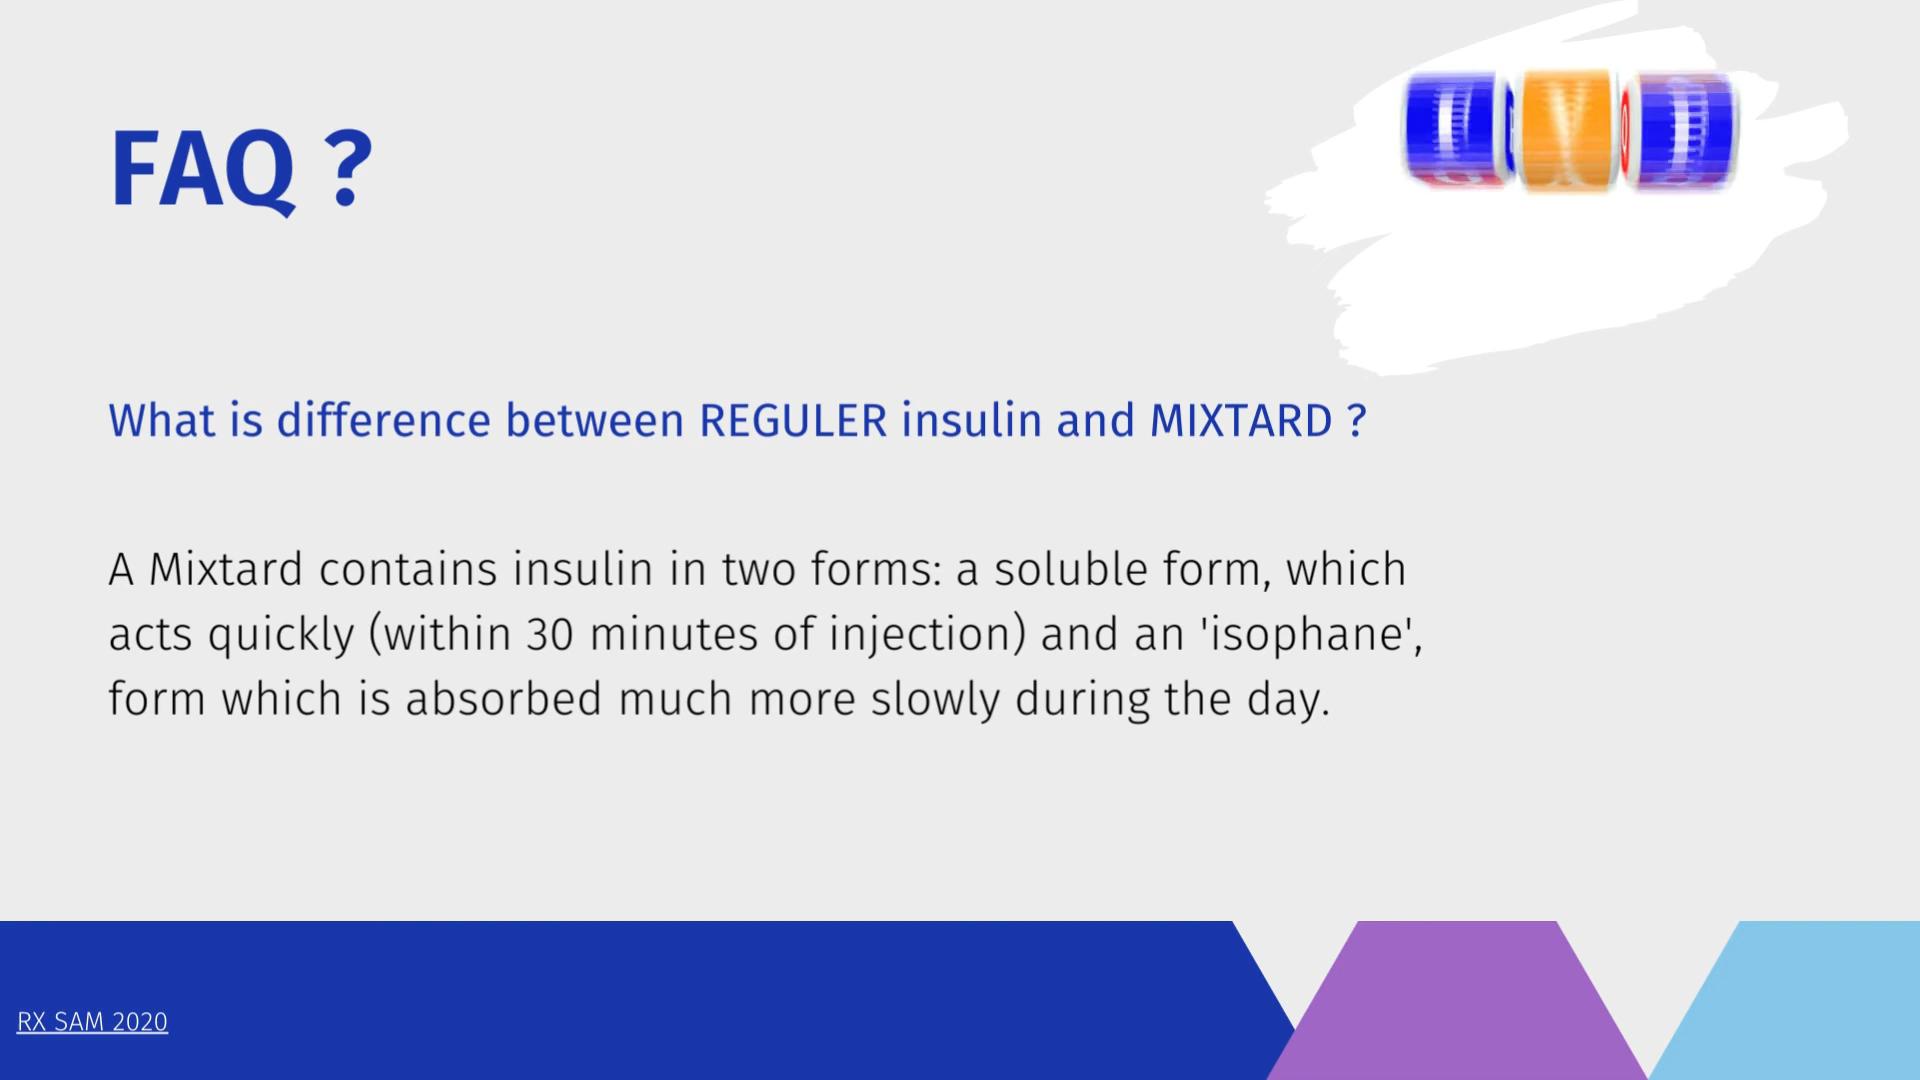 FAQ ?
What is difference between REGULER insulin and MIXTARD ?
A Mixtard contains insulin in two forms: a soluble form, which
acts quickly (within 30 minutes of injection) and an 'isophane',
form which is absorbed much more slowly during the day.
RX SAM 2020